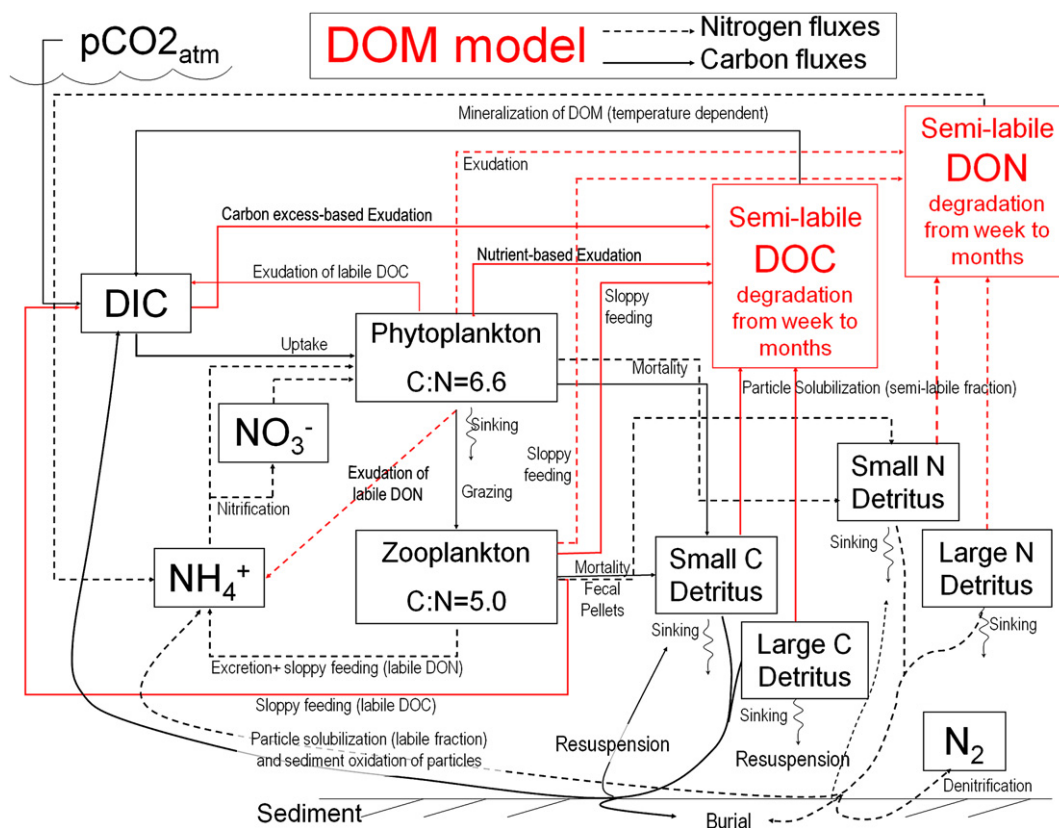 pCO2atm
DOM model
Nitrogen fluxes
Carbon fluxes
Mineralization of DOM (temperature dependent)
Semi-labile
DON
degradation
from week to
months
Exudation
Semi-labile
DOC
degradation
from week to
months
Carbon excess-based Exudation
Nutrient-based Exudation
Exudation of labile DOC
Sloppy
feeding
DIC
Uptake
Phytoplankton
C:N=6.6
Mortality
Particle Solubilization (semi-labile fraction)
NO3-
Sinking
Nitrification
Exudation of
labile DON
Grazing
Sloppy
feeding
Small N
Detritus
Sinking
Large N
Detritus
Sinking
NH4+
Zooplankton
C:N=5.0
Mortality
Fecal
Pellets
Small C
Detritus
Sinking
Large C
Detritus
Sinking
Excretion+ sloppy feeding (labile DON)
Sloppy feeding (labile DOC)
Particle solubilization (labile fraction)
and sediment oxidation of particles
Resuspension
Resuspension
N2
Denitrification
Sediment
Burial